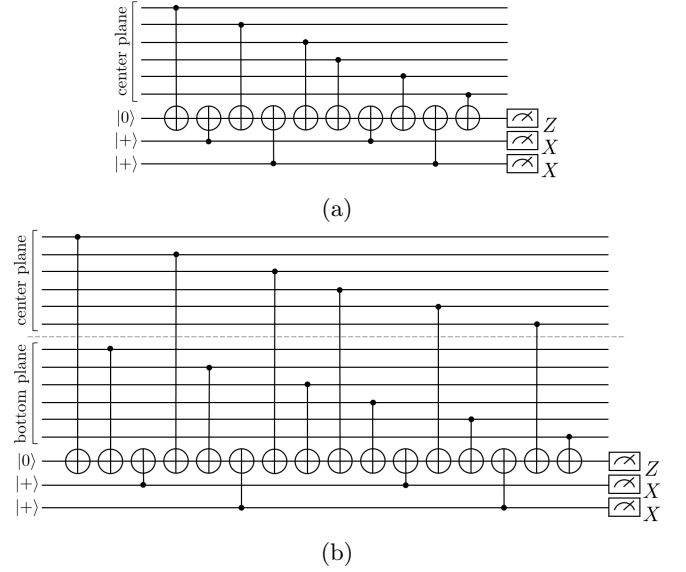 center plane
|0⟩
Z
|+⟩
X
|+⟩
X
(a)
center plane
bottom plane
|0⟩
Z
|+⟩
X
|+⟩
X
(b)